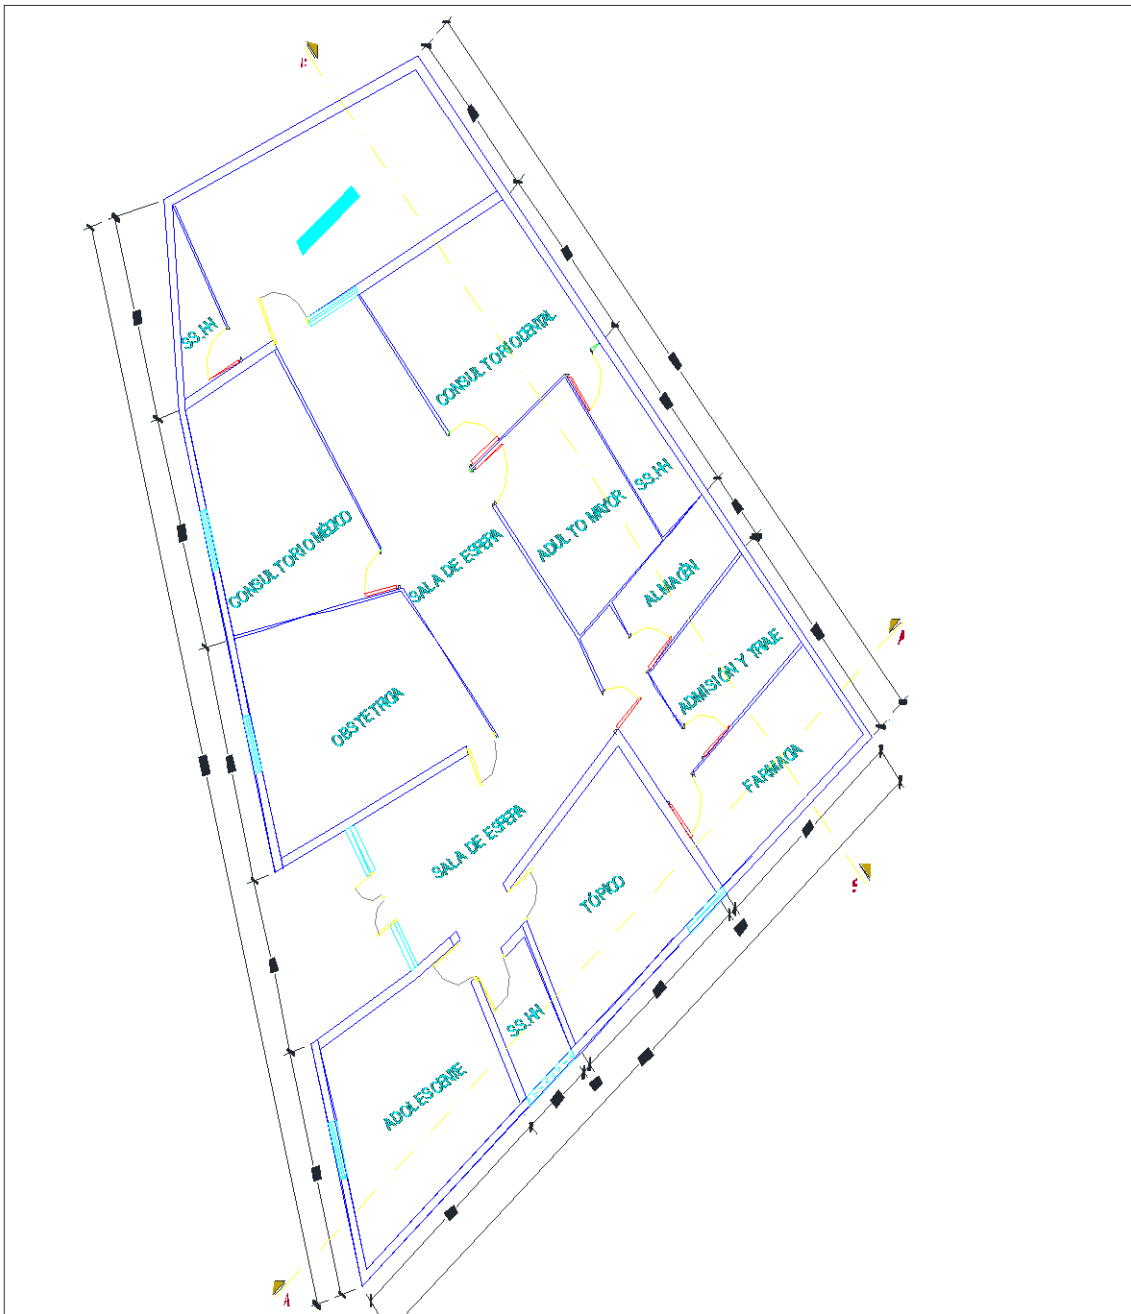 SS.HH
CONSULTORIO DENTAL
CONSULTORIO MÉDICO
SALA DE ESPERA
ADULTO MAYOR
SS.HH
ALMACÉN
ADMISIÓN Y TRIAJE
OBSTETRICIA
FARMACIA
SALA DE ESPERA
TÓPICO
SS.HH
ADOLESCENTE
A
A